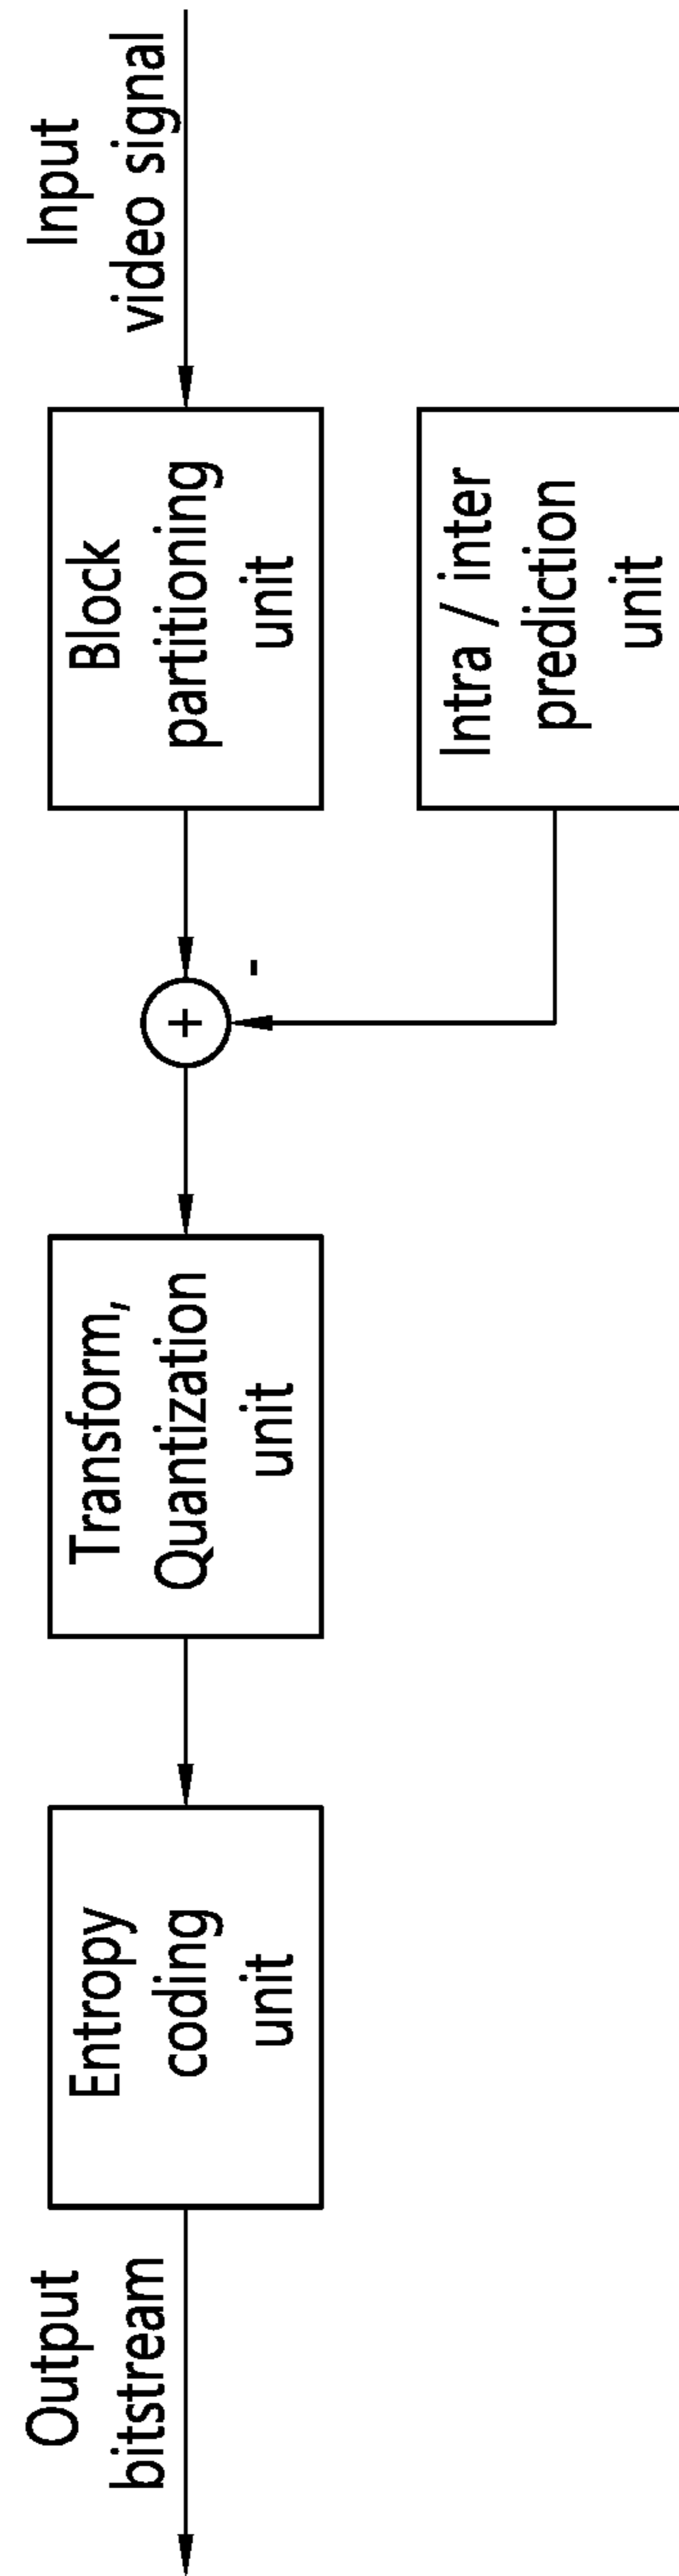 Input
video signal
Block
partitioning
unit
Intra / inter
prediction
unit
+
-
Transform,
Quantization
unit
Entropy
coding
unit
Output
bitstream